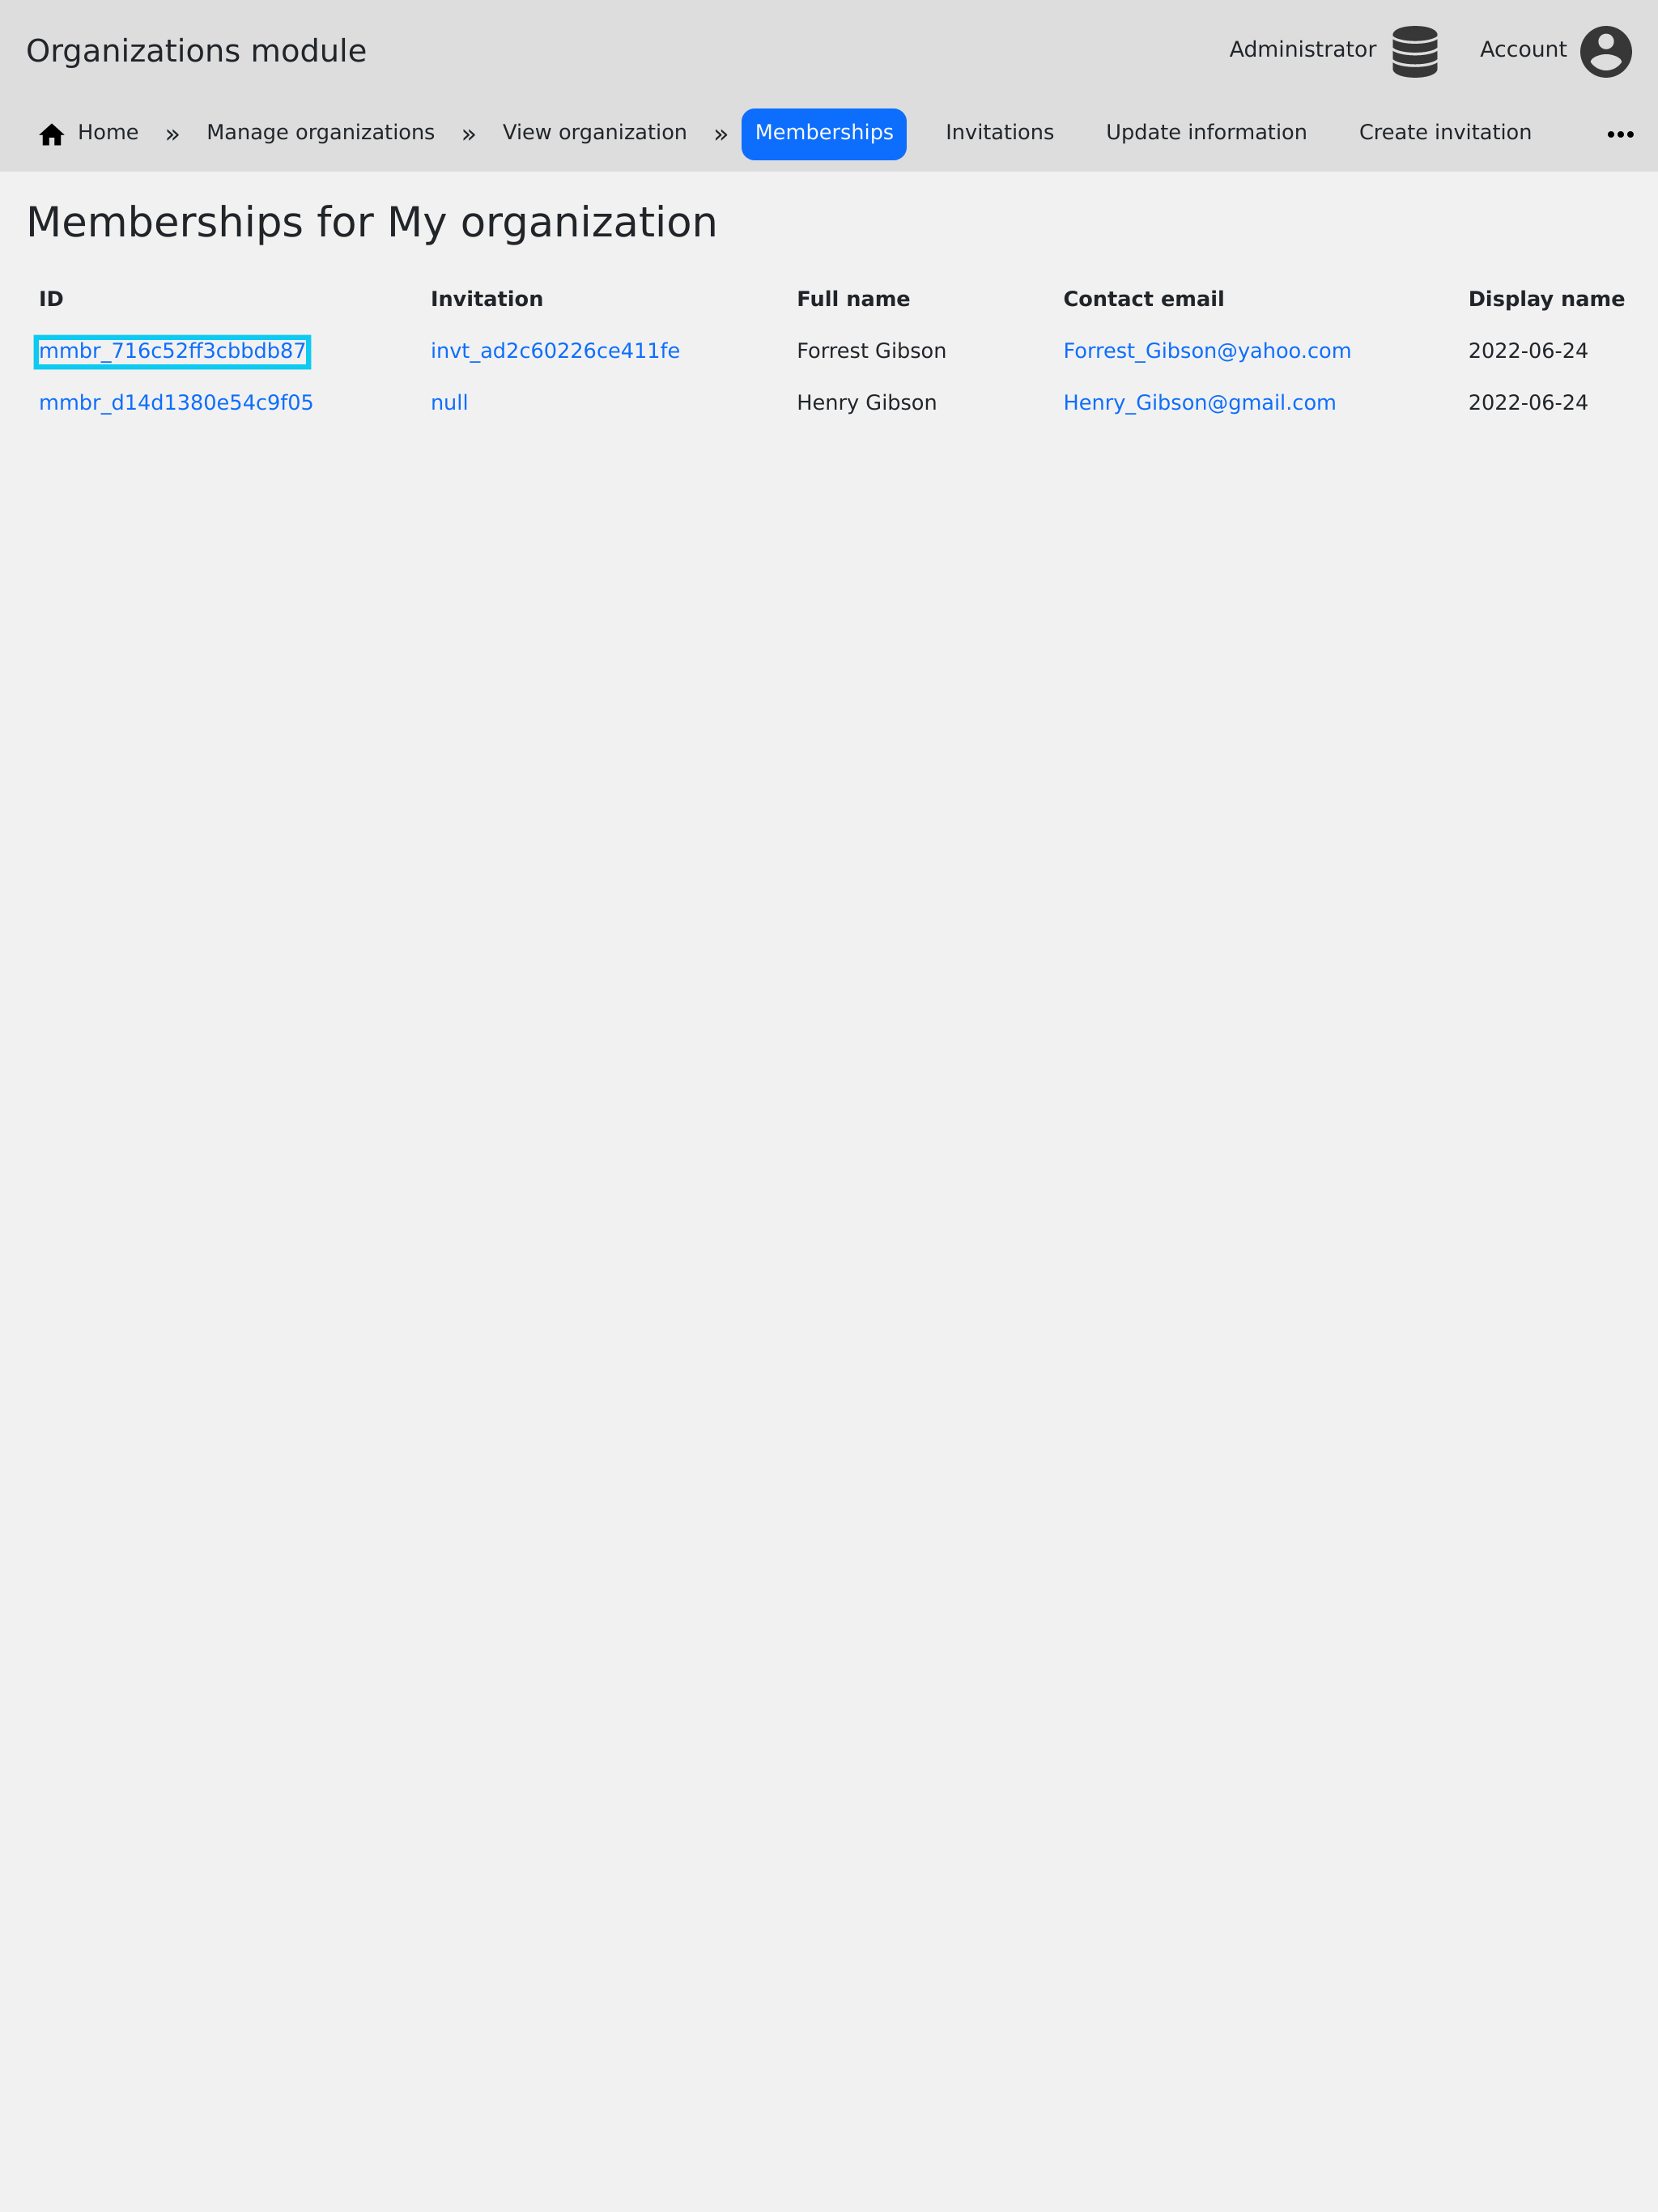 Organizations module Administrator Account
Home » Manage organizations » View organization » Memberships Invitations Update information Create invitation •••
Memberships for My organization
ID Invitation Full name Contact email Display name
mmbr_716c52ff3cbbdb87 invt_ad2c60226ce411fe Forrest Gibson Forrest_Gibson@yahoo.com 2022-06-24
mmbr_d14d1380e54c9f05 null Henry Gibson Henry_Gibson@gmail.com 2022-06-24